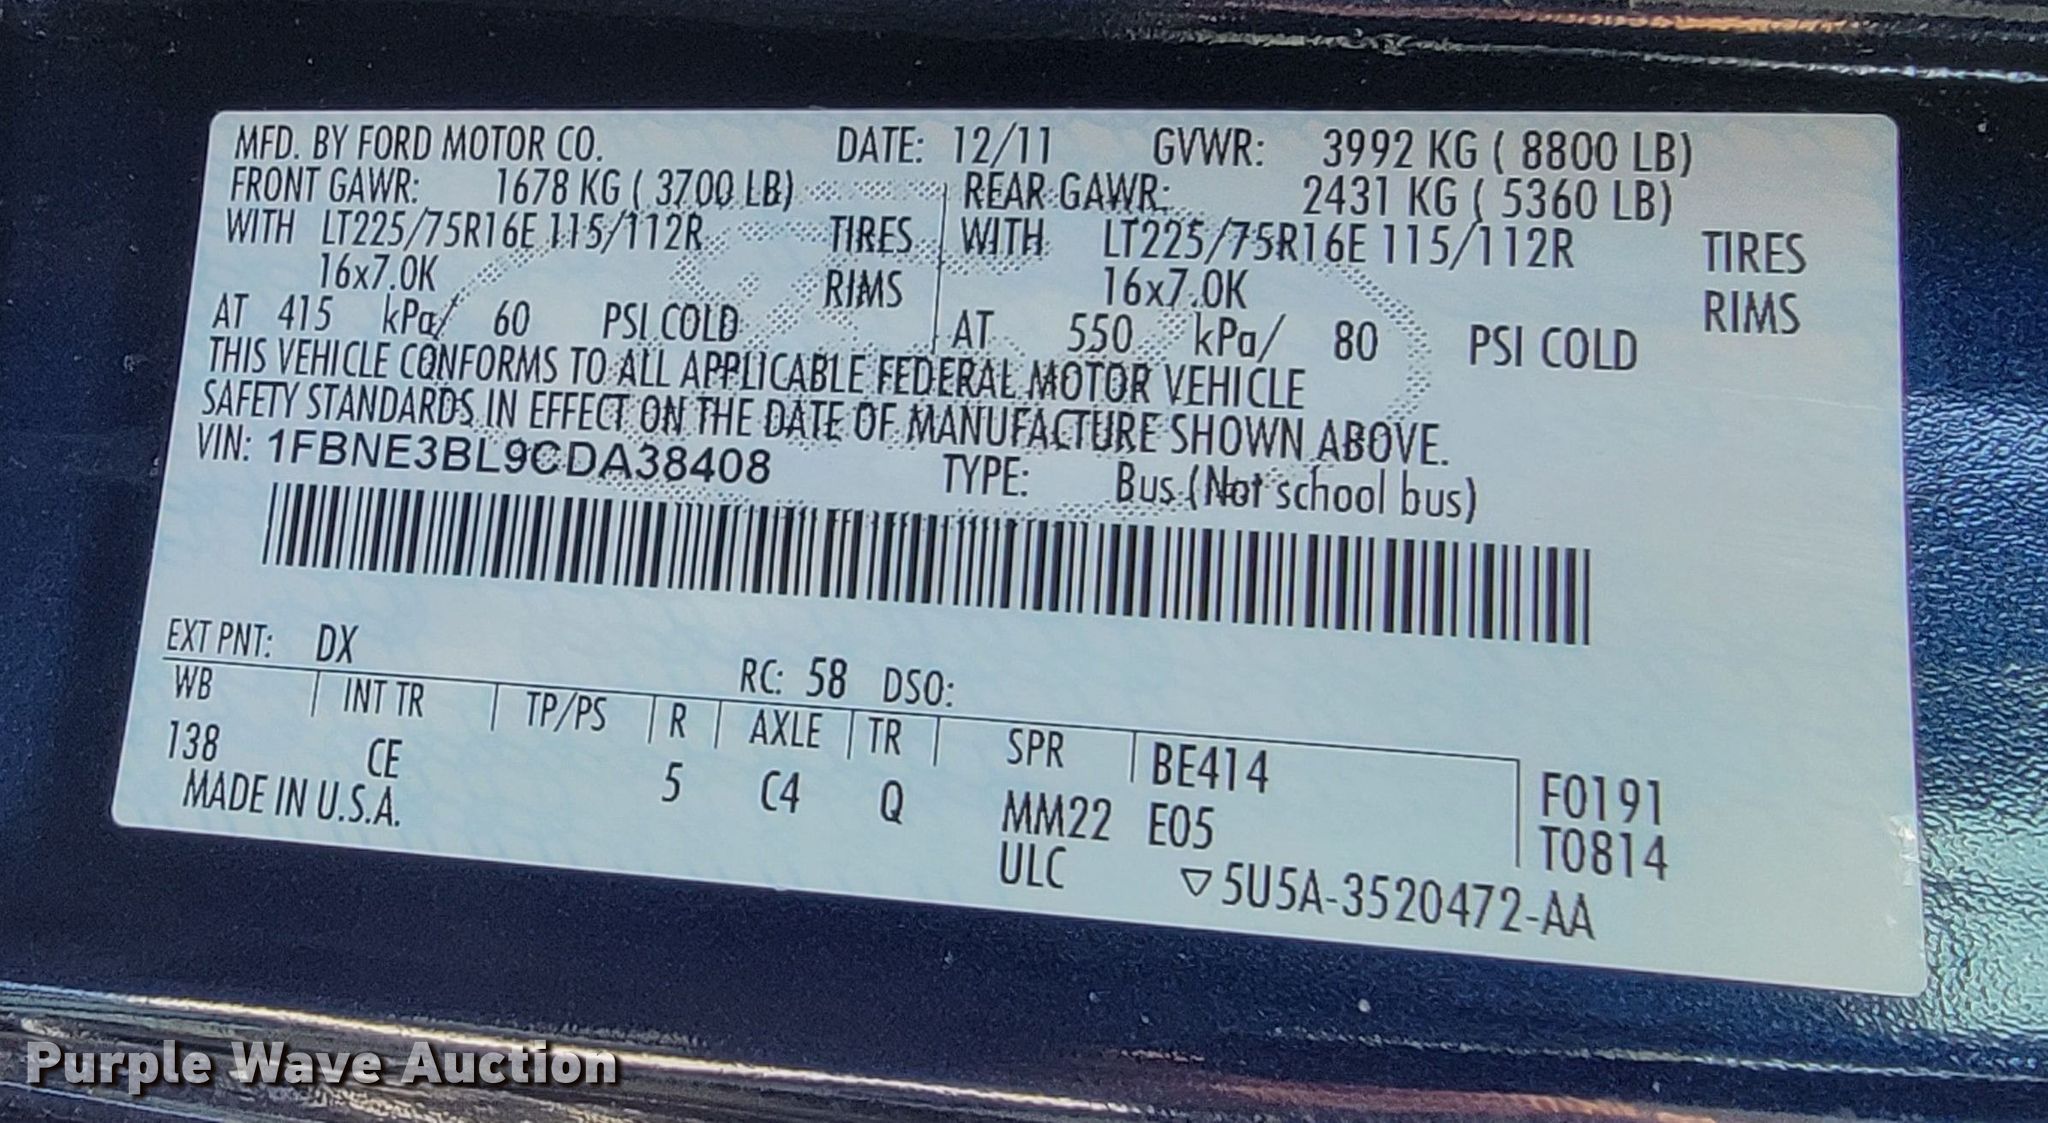 MFD. BY FORD MOTOR CO. DATE: 12/11 GVWR: 3992 KG ( 8800 LB)
FRONT GAWR: 1678 KG ( 3700 LB) REAR GAWR: 2431 KG ( 5360 LB)
WITH LT225/75R16E 115/112R TIRES WITH LT225/75R16E 115/112R TIRES
16x7.0K RIMS 16x7.0K RIMS
AT 415 kPa/ 60 PSI COLD AT 550 kPa/ 80 PSI COLD
THIS VEHICLE CONFORMS TO ALL APPLICABLE FEDERAL MOTOR VEHICLE
SAFETY STANDARDS IN EFFECT ON THE DATE OF MANUFACTURE SHOWN ABOVE.
VIN: 1FBNE3BL9CDA38408 TYPE: Bus (Not school bus)
EXT PNT: DX RC: 58 DSO:
WB INT TR TP/PS R AXLE TR SPR BE414 F0191
138 CE 5 C4 Q MM22 E05 T0814
MADE IN U.S.A. ULC ▽5U5A-3520472-AA
Purple Wave Auction